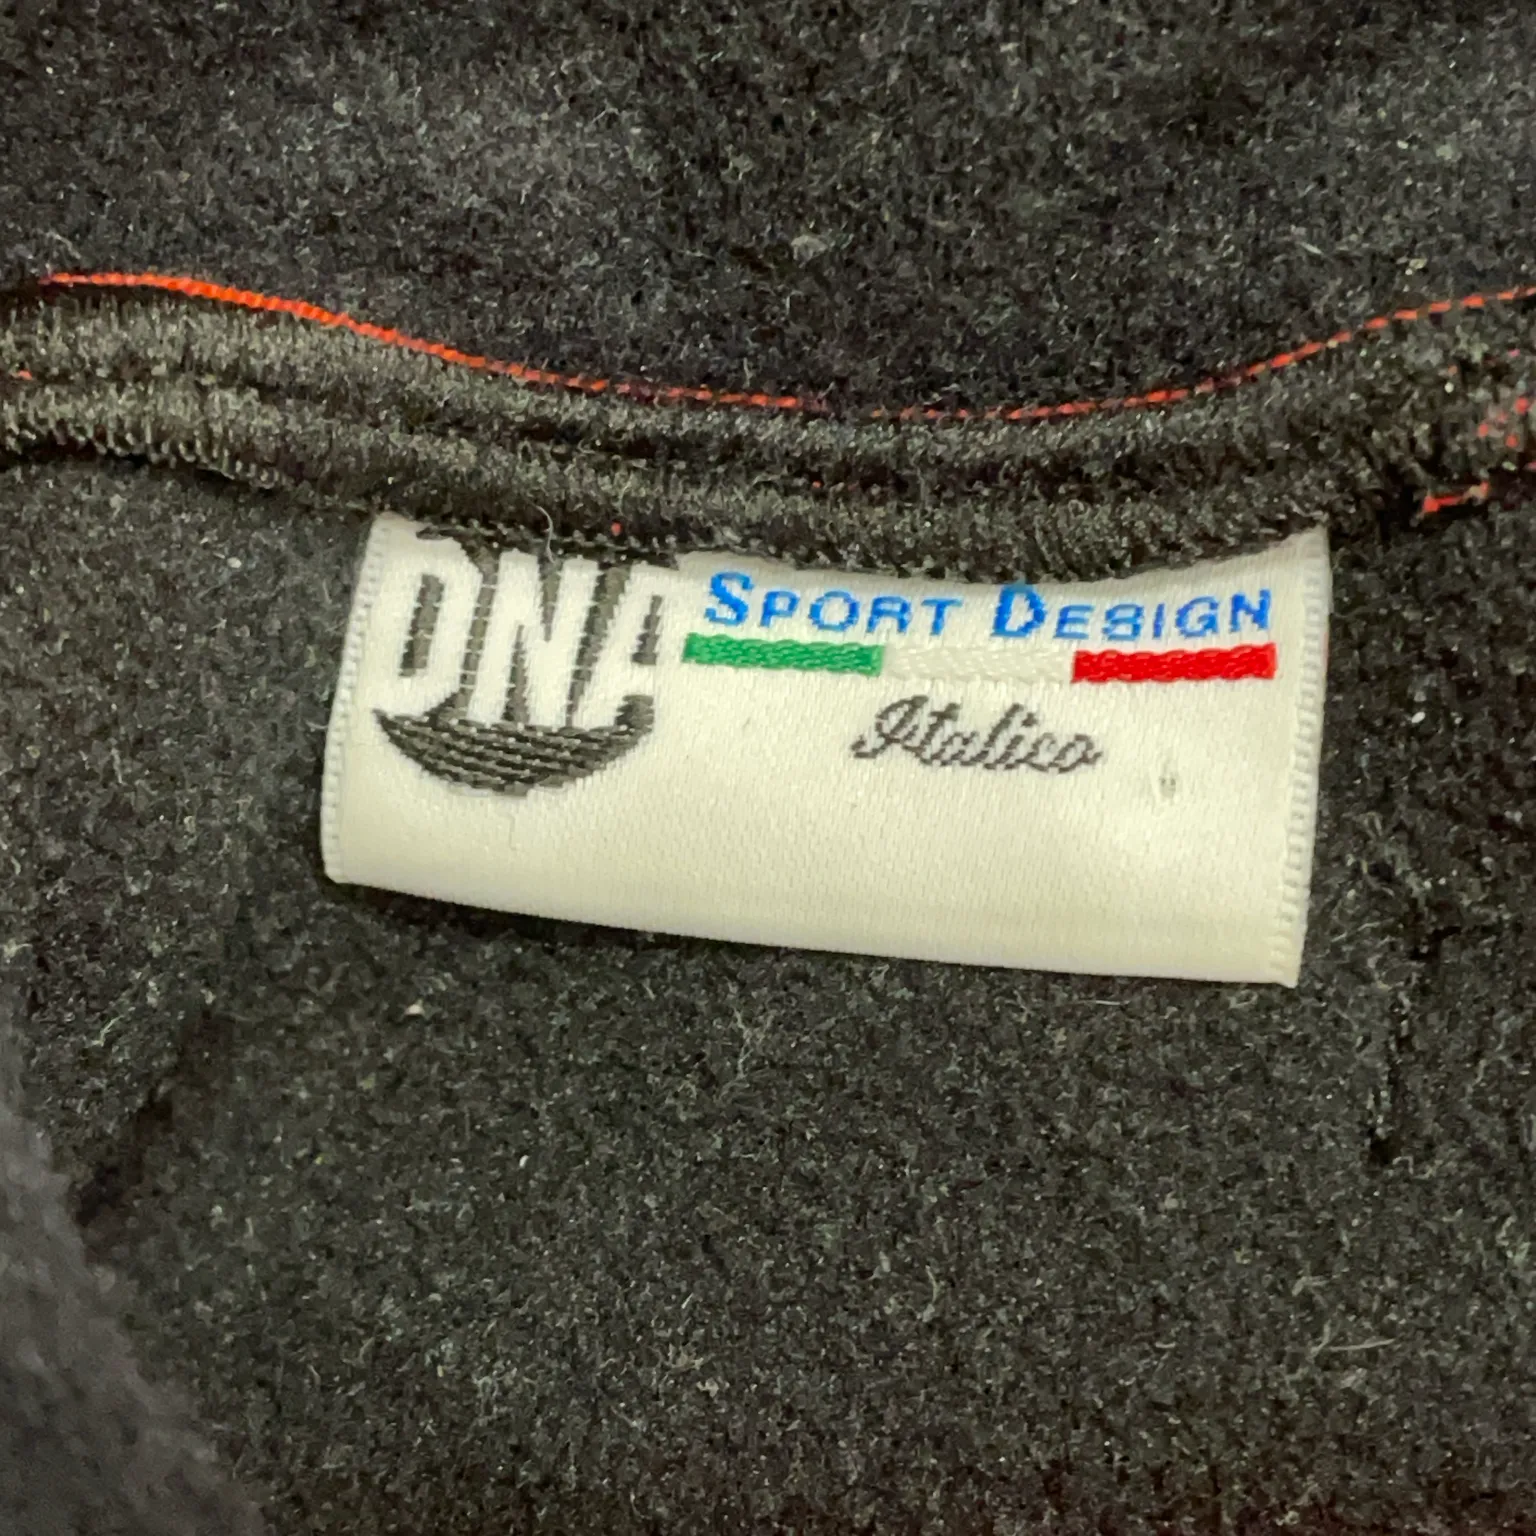 DNA
SPORT DESIGN
Italico